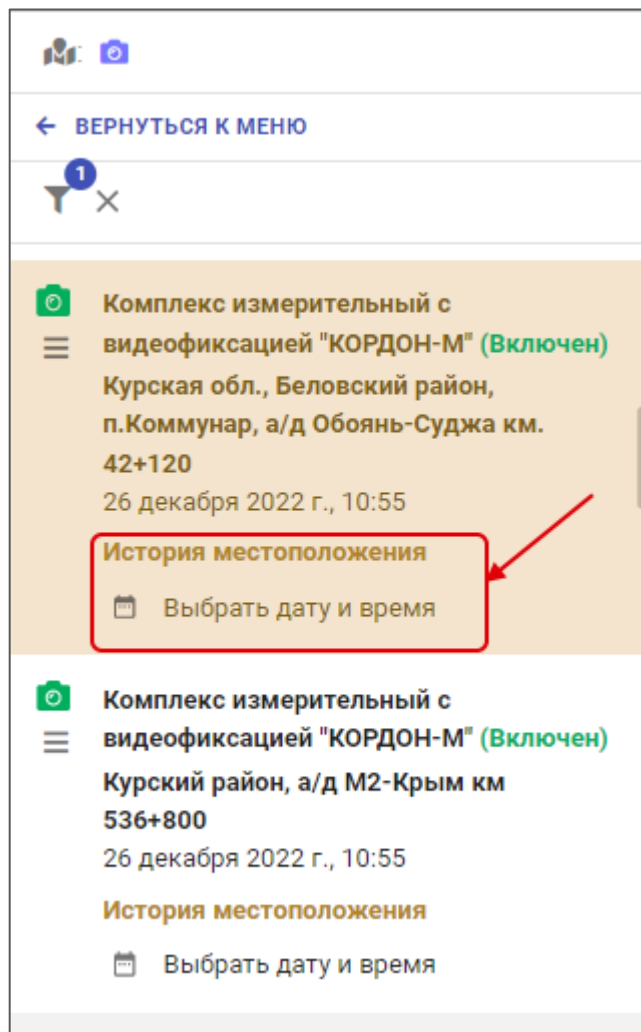 ВЕРНУТЬСЯ К МЕНЮ
1
Комплекс измерительный с
видеофиксацией "КОРДОН-М" (Включен)
Курская обл., Беловский район,
п.Коммунар, а/д Обоянь-Суджа км.
42+120
26 декабря 2022 г., 10:55
История местоположения
Выбрать дату и время
Комплекс измерительный с
видеофиксацией "КОРДОН-М" (Включен)
Курский район, а/д М2-Крым км
536+800
26 декабря 2022 г., 10:55
История местоположения
Выбрать дату и время